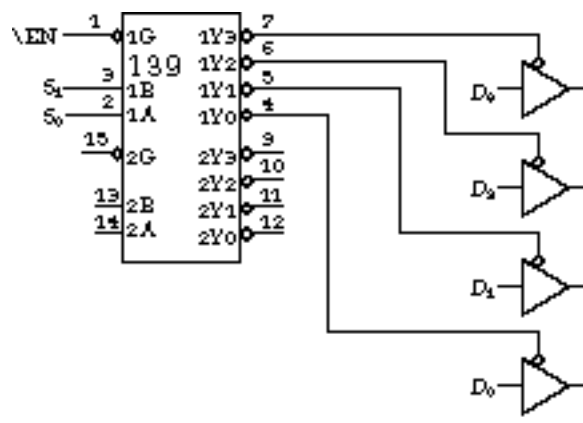 7
\EN 1 1G 1Y3
139 6
1Y2
S₁ 3 1B 1Y1 5
D₃
S₀ 2 1A 1Y0 4
15 2G 2Y3 9
2Y2 10
D₂
13 2B 2Y1 11
14 2A 2Y0 12
D₁
D₀